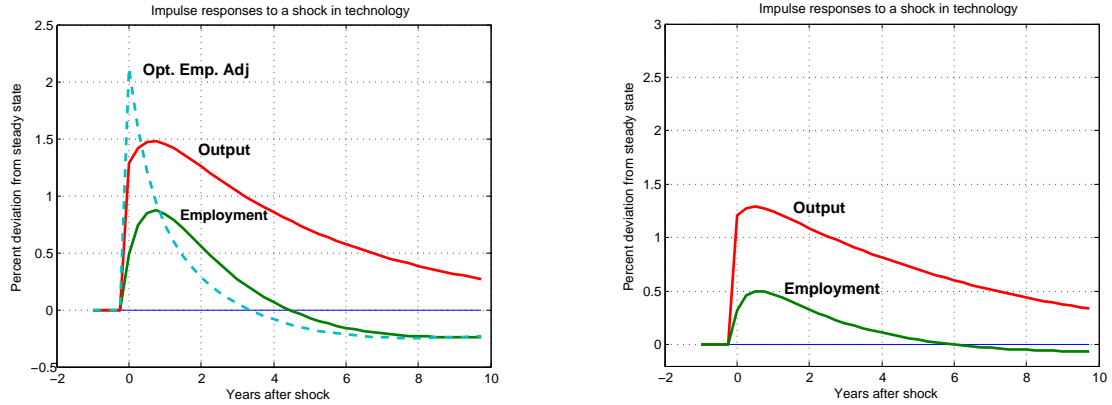 Impulse responses to a shock in technology
2.5
2
1.5
1
0.5
0
−0.5
Percent deviation from steady state
Opt. Emp. Adj
Output
Employment
−2 0 2 4 6 8 10
Years after shock
Impulse responses to a shock in technology
3
2.5
2
1.5
1
0.5
0
Percent deviation from steady state
Output
Employment
−2 0 2 4 6 8 10
Years after shock